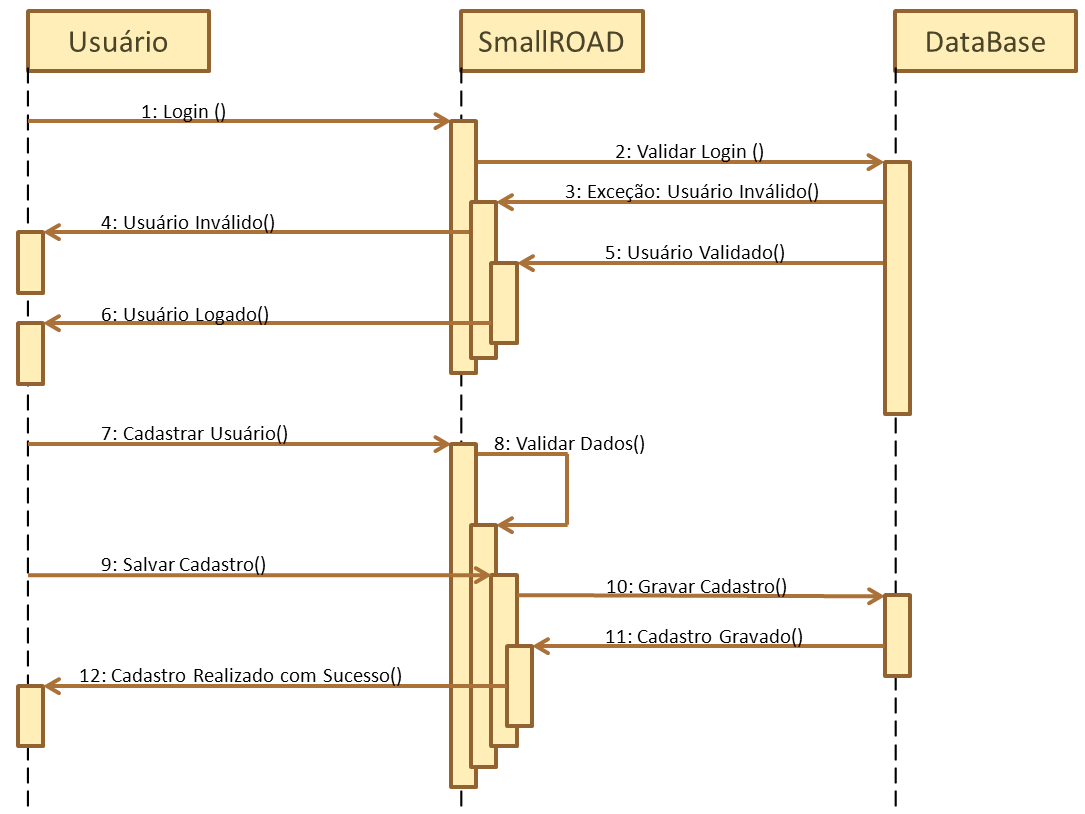 Usuário
SmallROAD
DataBase
1: Login ()
2: Validar Login ()
3: Exceção: Usuário Inválido()
4: Usuário Inválido()
5: Usuário Validado()
6: Usuário Logado()
7: Cadastrar Usuário()
8: Validar Dados()
9: Salvar Cadastro()
10: Gravar Cadastro()
11: Cadastro Gravado()
12: Cadastro Realizado com Sucesso()